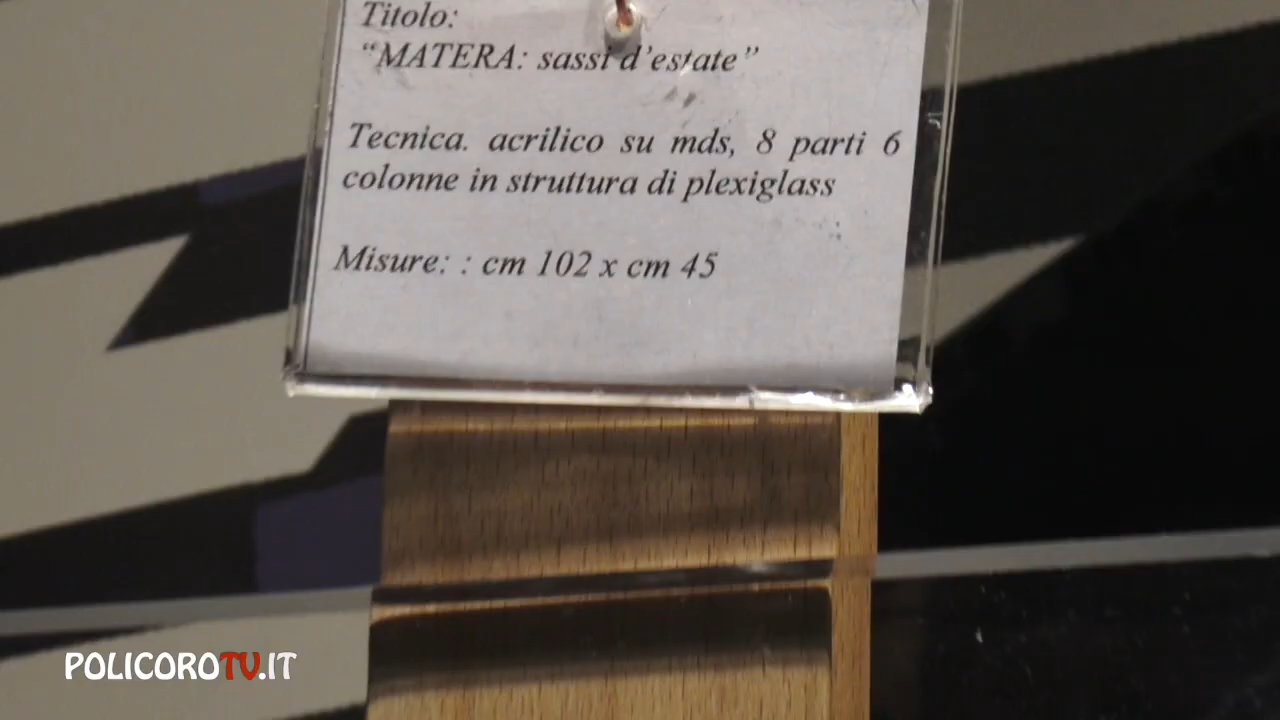 Titolo:
“MATERA: sassi d’estate”
Tecnica. acrilico su mds, 8 parti 6
colonne in struttura di plexiglass
Misure: : cm 102 x cm 45
POLICOROTV.IT